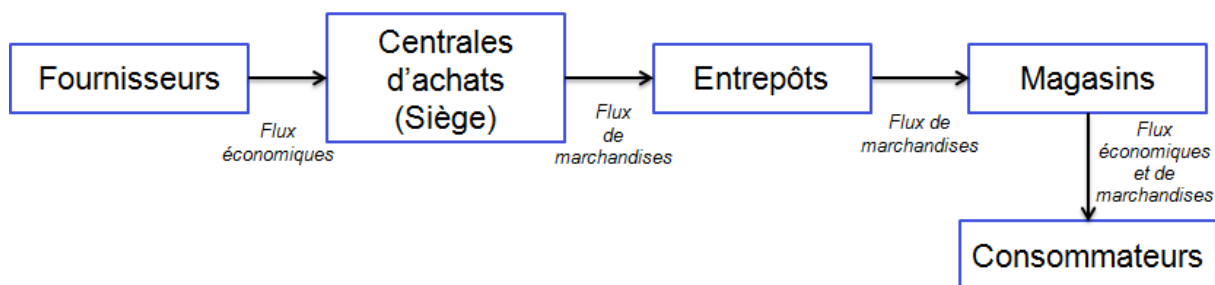 Fournisseurs
Flux
économiques
Centrales
d’achats
(Siège)
Flux
de
marchandises
Entrepôts
Flux de
marchandises
Magasins
Flux
économiques
et de
marchandises
Consommateurs